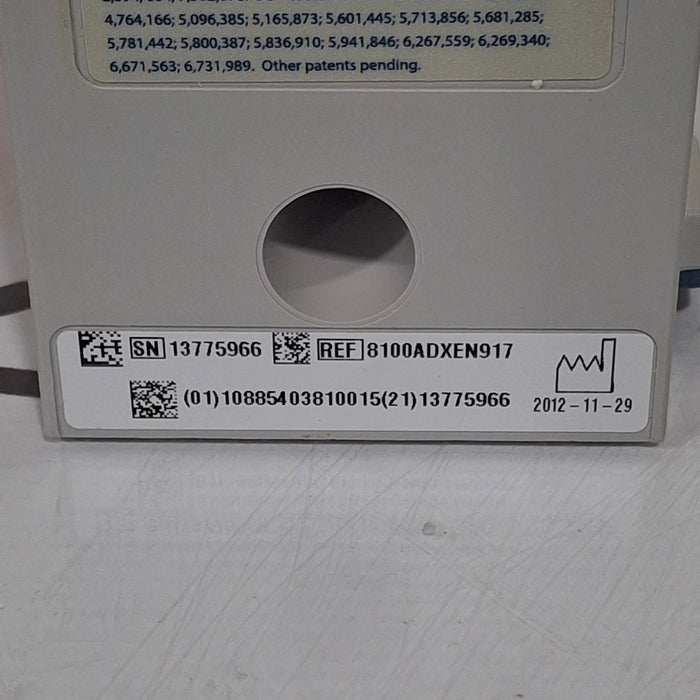 4,764,166; 5,096,385; 5,165,873; 5,601,445; 5,713,856; 5,681,285;
5,781,442; 5,800,387; 5,836,910; 5,941,846; 6,267,559; 6,269,340;
6,671,563; 6,731,989. Other patents pending.
SN 13775966 REF 8100ADXEN917
(01)10885403810015(21)13775966
2012-11-29